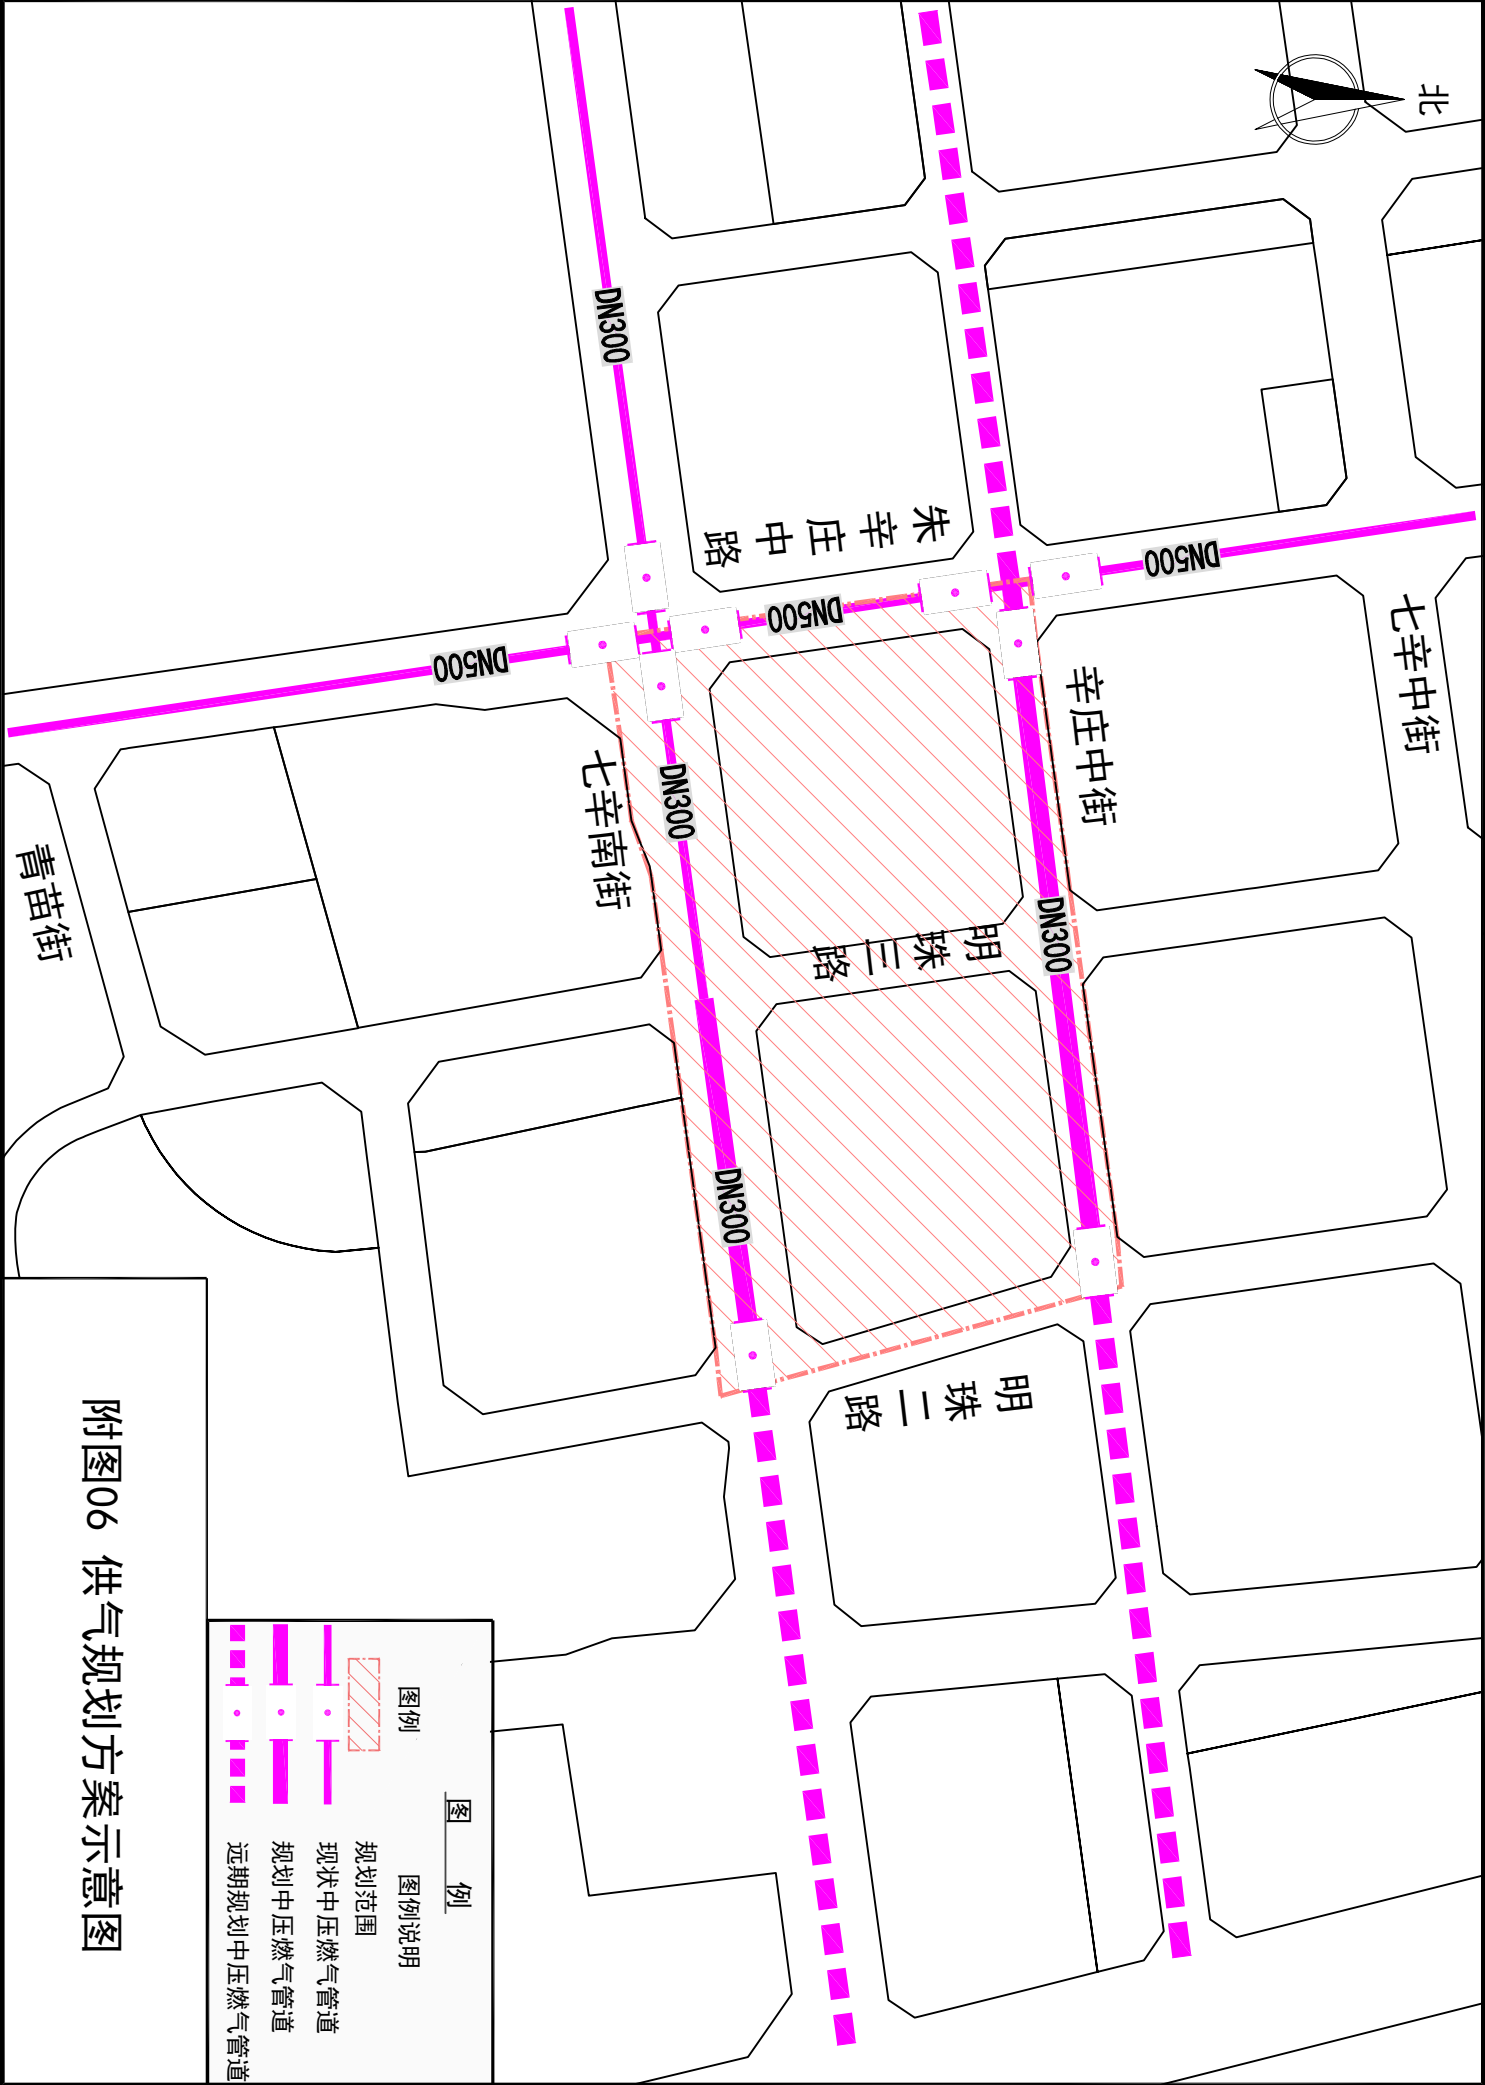 北
七辛中街
DN500
辛庄中街
DN300
朱辛庄中路
明珠三路
明珠二路
DN500
DN300
DN300
DN300
七辛南街
DN500
青苗街
图 例
图例 图例说明
规划范围
现状中压燃气管道
规划中压燃气管道
远期规划中压燃气管道
附图06 供气规划方案示意图